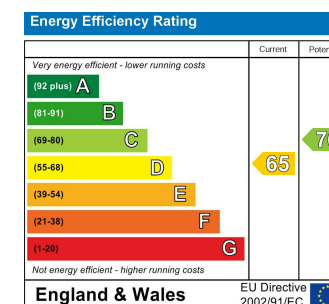 Energy Efficiency Rating
Current
Very energy efficient - lower running costs
(92 plus) A
(81-91) B
(69-80) C
(55-68) D
65
(39-54) E
(21-38) F
(1-20) G
Not energy efficient - higher running costs
England & Wales
EU Directive
2002/91/EC